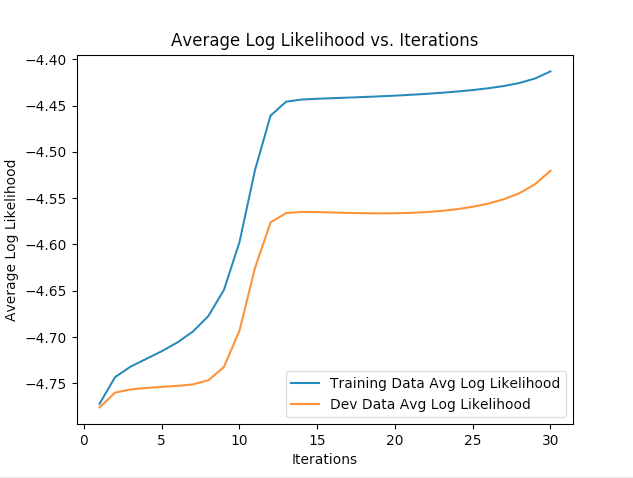 Average Log Likelihood vs. Iterations
Average Log Likelihood
−4.40
−4.45
−4.50
−4.55
−4.60
−4.65
−4.70
−4.75
Training Data Avg Log Likelihood
Dev Data Avg Log Likelihood
0 5 10 15 20 25 30
Iterations